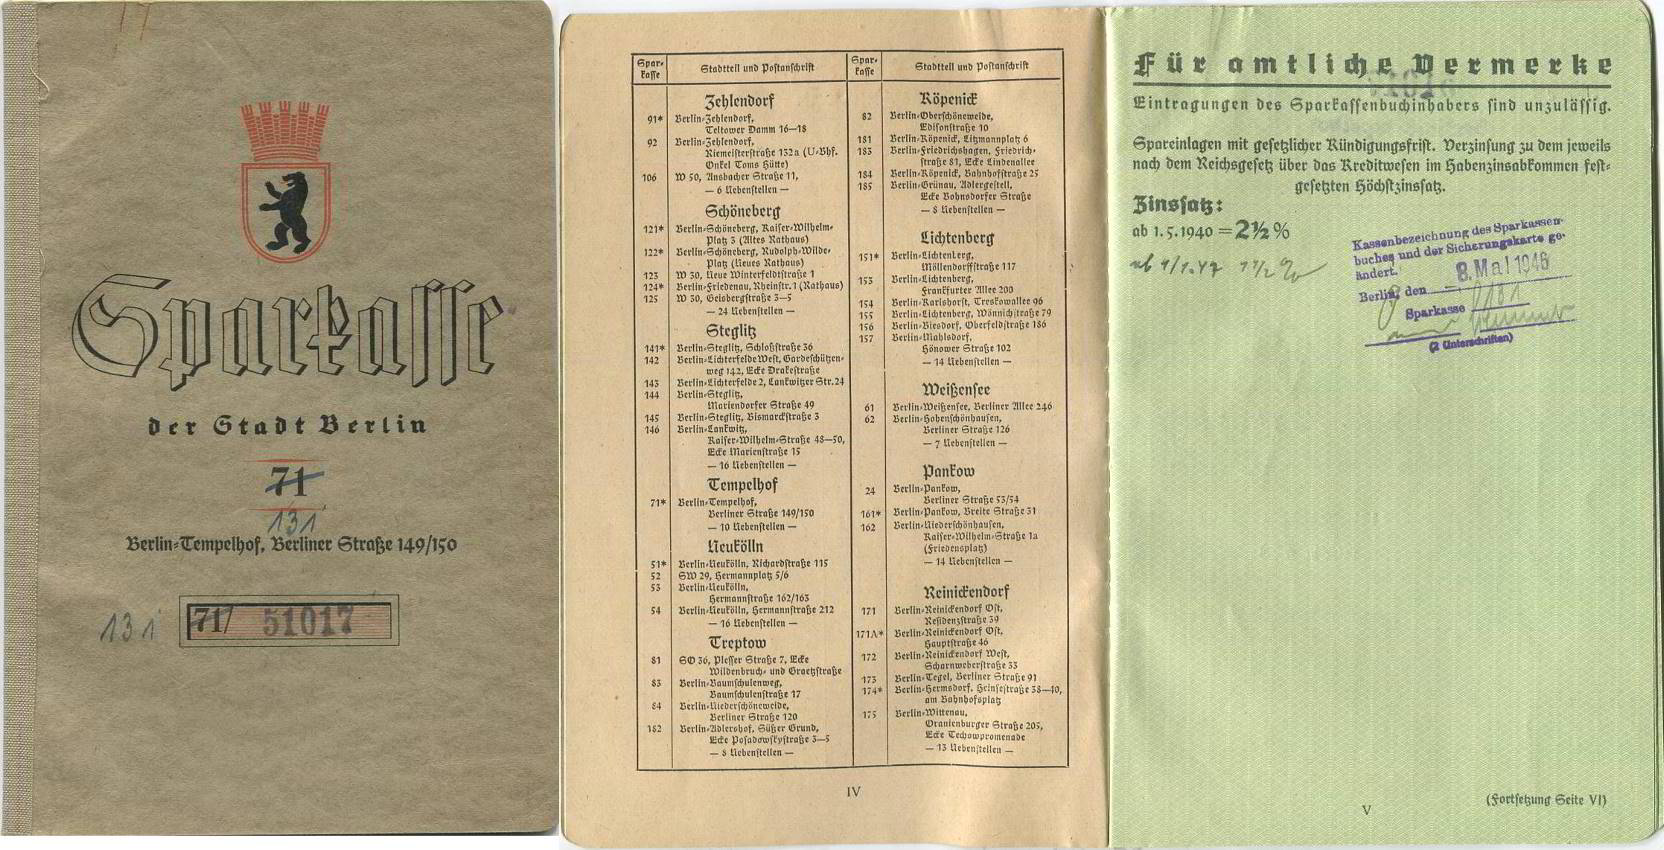 Sparkasse
der Stadt Berlin
71
131
Berlin-Tempelhof, Berliner Straße 149/150
131
71/ 51017
Sparkasse
Stadtteil und Postanschrift
Zehlendorf
91* Berlin-Zehlendorf,
Teltower Damm 16—18
92 Berlin-Zehlendorf,
Riemeisterstraße 132a (U-Bhf.
Onkel Toms Hütte)
106 W 50, Ansbacher Straße 11,
— 6 Nebenstellen —
Schöneberg
121* Berlin-Schöneberg, Kaiser-Wilhelm-
Platz 3 (Altes Rathaus)
122* Berlin-Schöneberg, Rudolph-Wilde-
Platz (Neues Rathaus)
123 W 30, Neue Winterfeldtstraße 1
124* Berlin-Friedenau, Rheinstr. 1 (Rathaus)
125 W 30, Geisbergstraße 3—5
— 24 Nebenstellen —
Steglitz
141* Berlin-Steglitz, Schloßstraße 36
142 Berlin-Lichterfelde West, Gardeschützen-
weg 142, Ecke Drakestraße
143 Berlin-Lichterfelde 2, Lankwitzer Str. 24
144 Berlin-Steglitz,
Mariendorfer Straße 49
145 Berlin-Steglitz, Bismarckstraße 3
146 Berlin-Lankwitz,
Kaiser-Wilhelm-Straße 48—50,
Ecke Marienstraße 15
— 16 Nebenstellen —
Tempelhof
71* Berlin-Tempelhof,
Berliner Straße 149/150
— 10 Nebenstellen —
Neukölln
51* Berlin-Neukölln, Richardstraße 115
52 SW 29, Hermannplatz 5/6
53 Berlin-Neukölln,
Hermannstraße 162/163
54 Berlin-Neukölln, Hermannstraße 212
— 16 Nebenstellen —
Treptow
81 SO 36, Plesser Straße 7, Ecke
Wildenbruch- und Graetzstraße
83 Berlin-Baumschulenweg,
Baumschulenstraße 17
84 Berlin-Niederschöneweide,
Berliner Straße 120
182 Berlin-Adlershof, Süßer Grund,
Ecke Posadowskystraße 3—5
— 8 Nebenstellen —
Sparkasse
Stadtteil und Postanschrift
Köpenick
82 Berlin-Oberschöneweide,
Edisonstraße 10
181 Berlin-Köpenick, Litzmannplatz 6
183 Berlin-Friedrichshagen, Friedrich-
straße 81, Ecke Lindenallee
184 Berlin-Köpenick, Bahnhofstraße 25
185 Berlin-Grünau, Adlergestell,
Ecke Bohnsdorfer Straße
— 8 Nebenstellen —
Lichtenberg
151* Berlin-Lichtenberg,
Möllendorffstraße 117
153 Berlin-Lichtenberg,
Frankfurter Allee 200
154 Berlin-Karlshorst, Treskowallee 96
155 Berlin-Lichtenberg, Wönnichstraße 79
156 Berlin-Biesdorf, Oberfeldstraße 186
157 Berlin-Mahlsdorf,
Hönower Straße 102
— 14 Nebenstellen —
Weißensee
61 Berlin-Weißensee, Berliner Allee 246
62 Berlin-Hohenschönhausen,
Berliner Straße 126
— 7 Nebenstellen —
Pankow
24 Berlin-Pankow,
Berliner Straße 53/54
161* Berlin-Pankow, Breite Straße 31
162 Berlin-Niederschönhausen,
Kaiser-Wilhelm-Straße 1a
(Friedensplatz)
— 14 Nebenstellen —
Reinickendorf
171 Berlin-Reinickendorf Ost,
Residenzstraße 39
171A* Berlin-Reinickendorf Ost,
Hauptstraße 46
172 Berlin-Reinickendorf West,
Scharnweberstraße 33
173 Berlin-Tegel, Berliner Straße 91
174* Berlin-Hermsdorf, Heinsestraße 38—40,
am Bahnhofsplatz
175 Berlin-Wittenau,
Oranienburger Straße 205,
Ecke Techowpromenade
— 13 Nebenstellen —
IV
Für amtliche Vermerke
Eintragungen des Sparkassenbuchinhabers sind unzulässig.
Spareinlagen mit gesetzlicher Kündigungsfrist. Verzinsung zu dem jeweils
nach dem Reichsgesetz über das Kreditwesen im Habenzinsabkommen fest-
gesetzten Höchstzinsatz.
Zinssatz:
ab 1.5.1940 = 2½ %
ab 1/1.47 1 1/2 %
Kassenbezeichnung des Sparkassen-
buches und der Sicherungskarte ge-
ändert.
Berlin, den 8. Mai 1946
Sparkasse 131
(2 Unterschriften)
(Fortsetzung Seite VI)
V